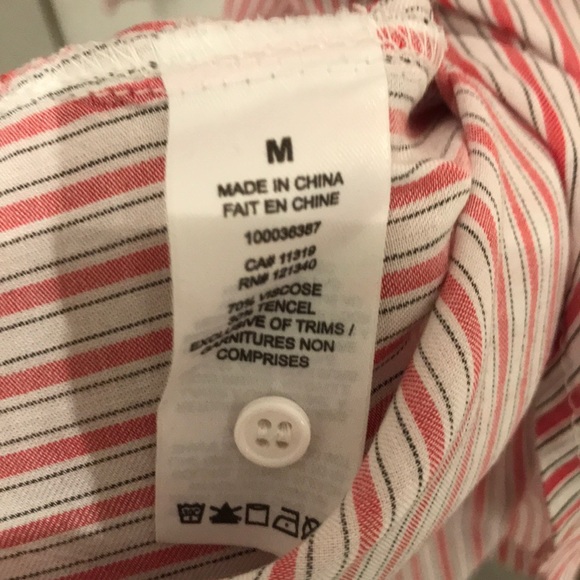 M
MADE IN CHINA
FAIT EN CHINE
100036387
CA# 11319
RN# 121340
70% VISCOSE
TENCEL
OF TRIMS /
GARNITURES NON
COMPRISES